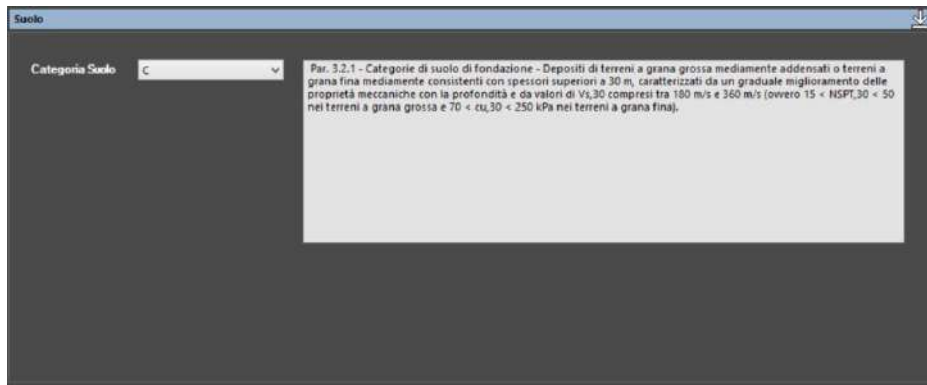 Suolo
Categoria Suolo
C
Par. 3.2.1 - Categorie di suolo di fondazione - Depositi di terreni a grana grossa mediamente addensati o terreni a
grana fina mediamente consistenti con spessori superiori a 30 m, caratterizzati da un graduale miglioramento delle
proprietà meccaniche con la profondità e da valori di Vs,30 compresi tra 180 m/s e 360 m/s (ovvero 15 < NSPT,30 < 50
nei terreni a grana grossa e 70 < cu,30 < 250 kPa nei terreni a grana fina).